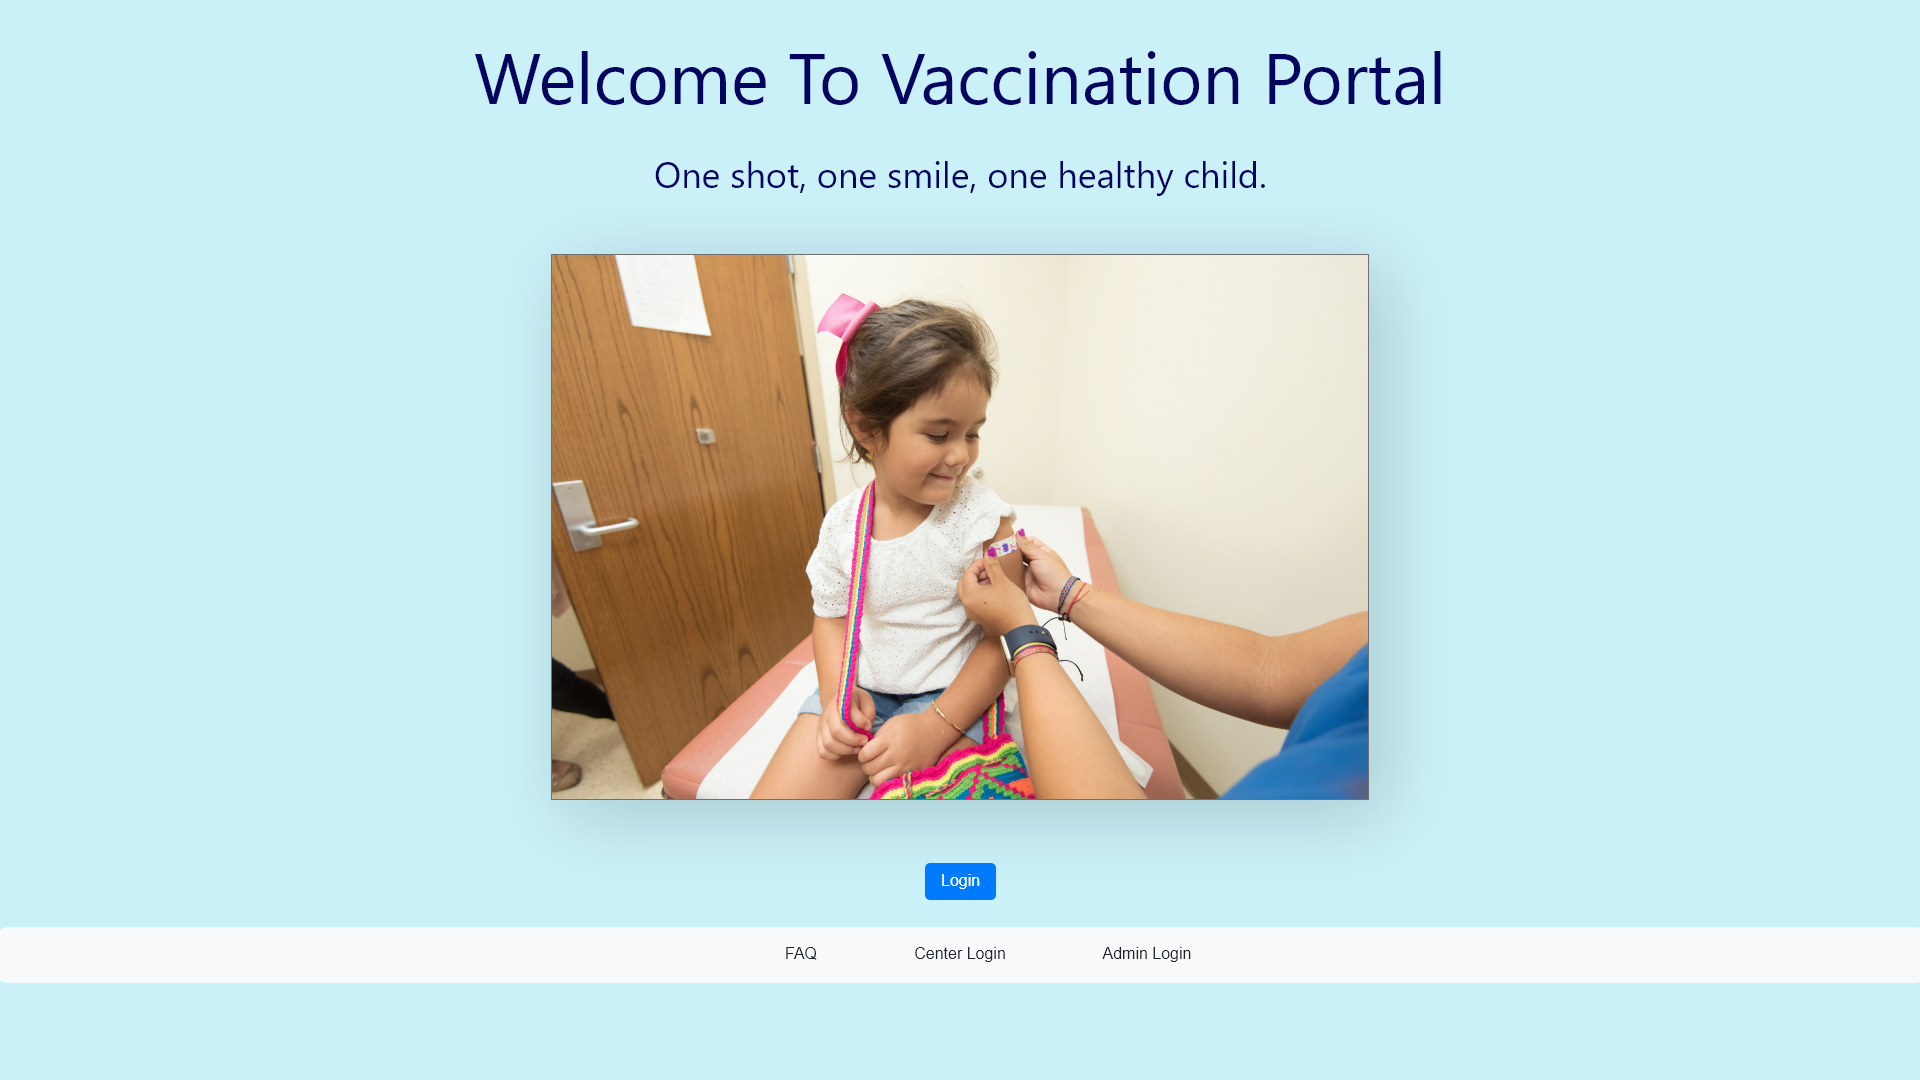 Welcome To Vaccination Portal
One shot, one smile, one healthy child.
Login
FAQ
Center Login
Admin Login